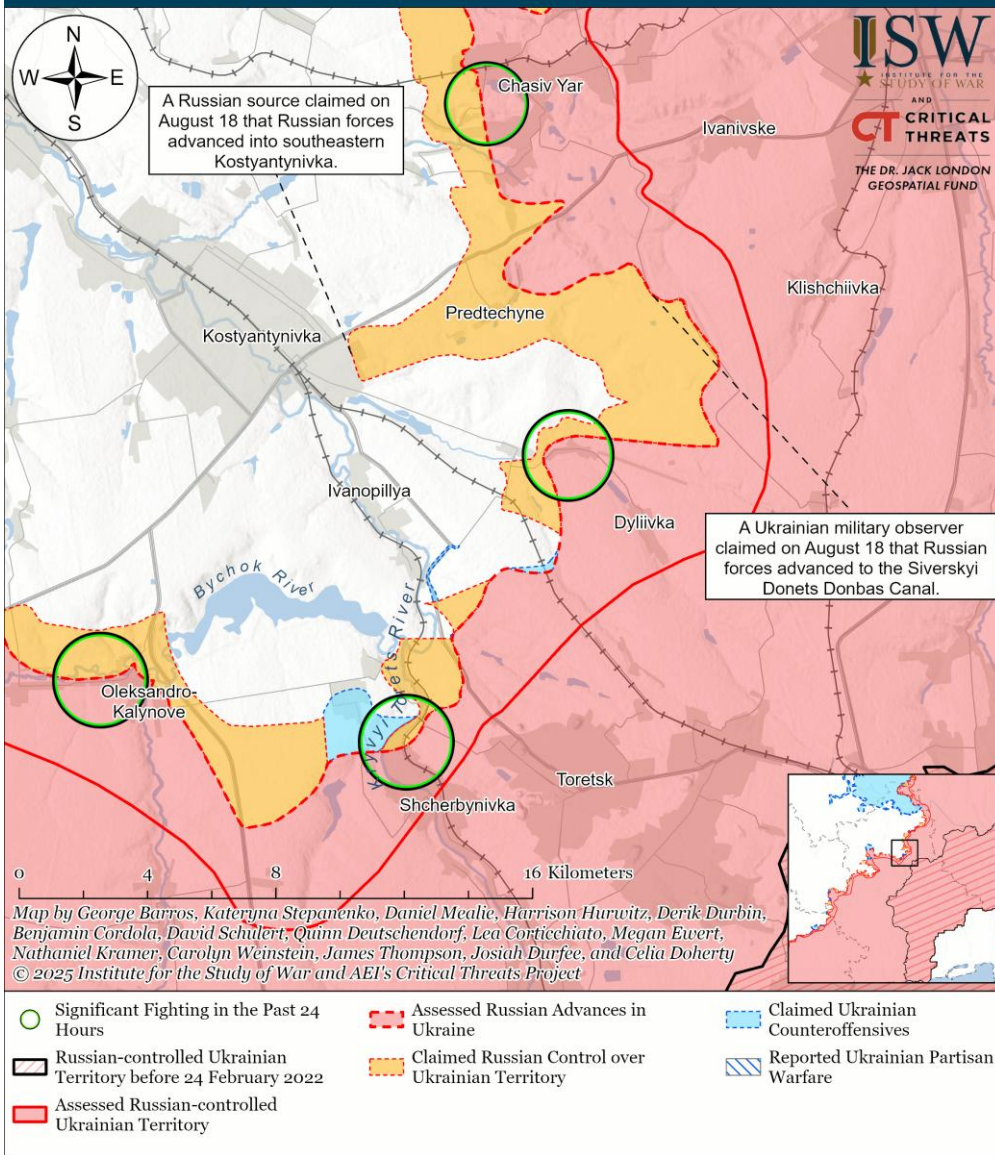 N
W E
S
ISW
INSTITUTE FOR THE
STUDY OF WAR
AND
CT CRITICAL
THREATS
THE DR. JACK LONDON
GEOSPATIAL FUND
A Russian source claimed on
August 18 that Russian forces
advanced into southeastern
Kostyantynivka.
Chasiv Yar
Ivanivske
Klishchiivka
Predtechyne
Kostyantynivka
Ivanopillya
Dyliivka
A Ukrainian military observer
claimed on August 18 that Russian
forces advanced to the Siverskyi
Donets Donbas Canal.
Bychok River
Kryvyi Torets River
Oleksandro-
Kalynove
Toretsk
Shcherbynivka
0 4 8 16 Kilometers
Map by George Barros, Kateryna Stepanenko, Daniel Mealie, Harrison Hurwitz, Derik Durbin,
Benjamin Cordola, David Schulert, Quinn Deutschendorf, Lea Corticchiato, Megan Ewert,
Nathaniel Kramer, Carolyn Weinstein, James Thompson, Josiah Durfee, and Celia Doherty
© 2025 Institute for the Study of War and AEI's Critical Threats Project
Significant Fighting in the Past 24
Hours
Russian-controlled Ukrainian
Territory before 24 February 2022
Assessed Russian-controlled
Ukrainian Territory
Assessed Russian Advances in
Ukraine
Claimed Russian Control over
Ukrainian Territory
Claimed Ukrainian
Counteroffensives
Reported Ukrainian Partisan
Warfare